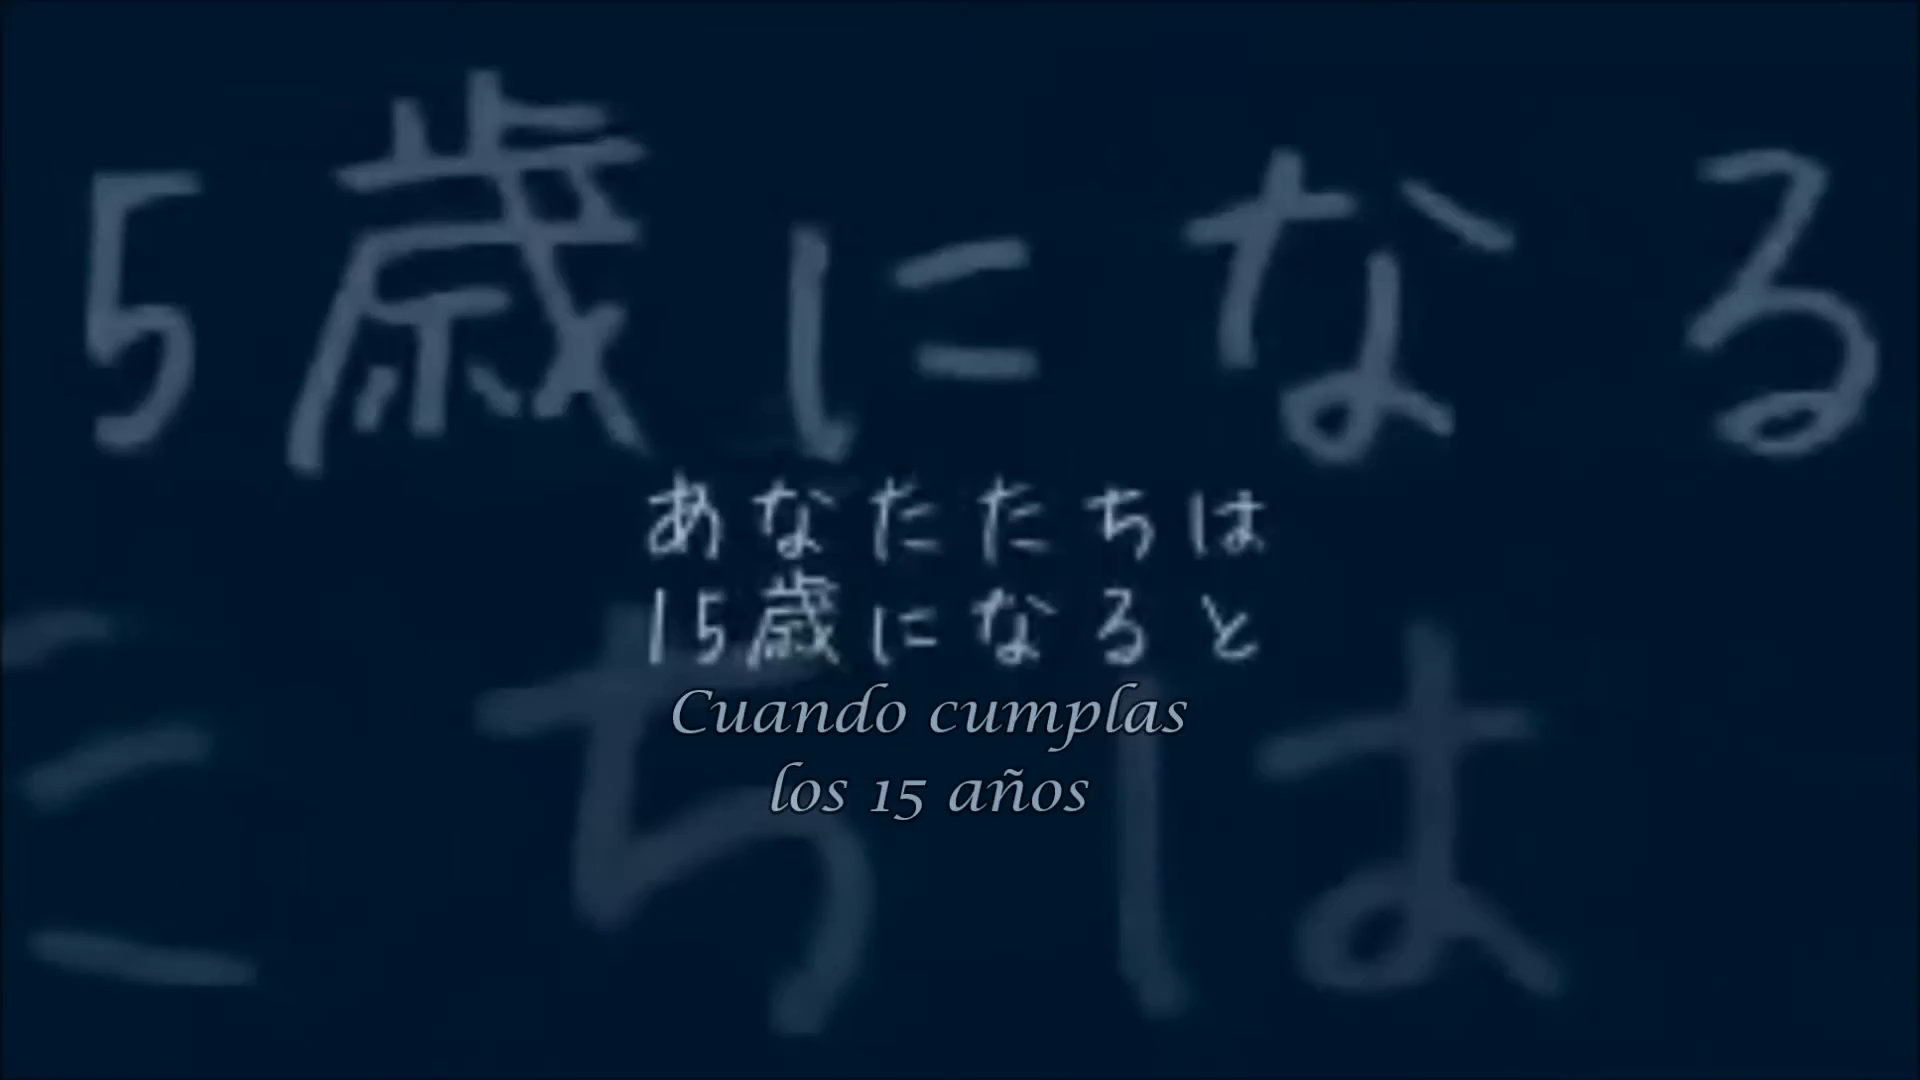 5歳になる
あなたたちは
15歳になると
Cuando cumplas
los 15 años
ちは